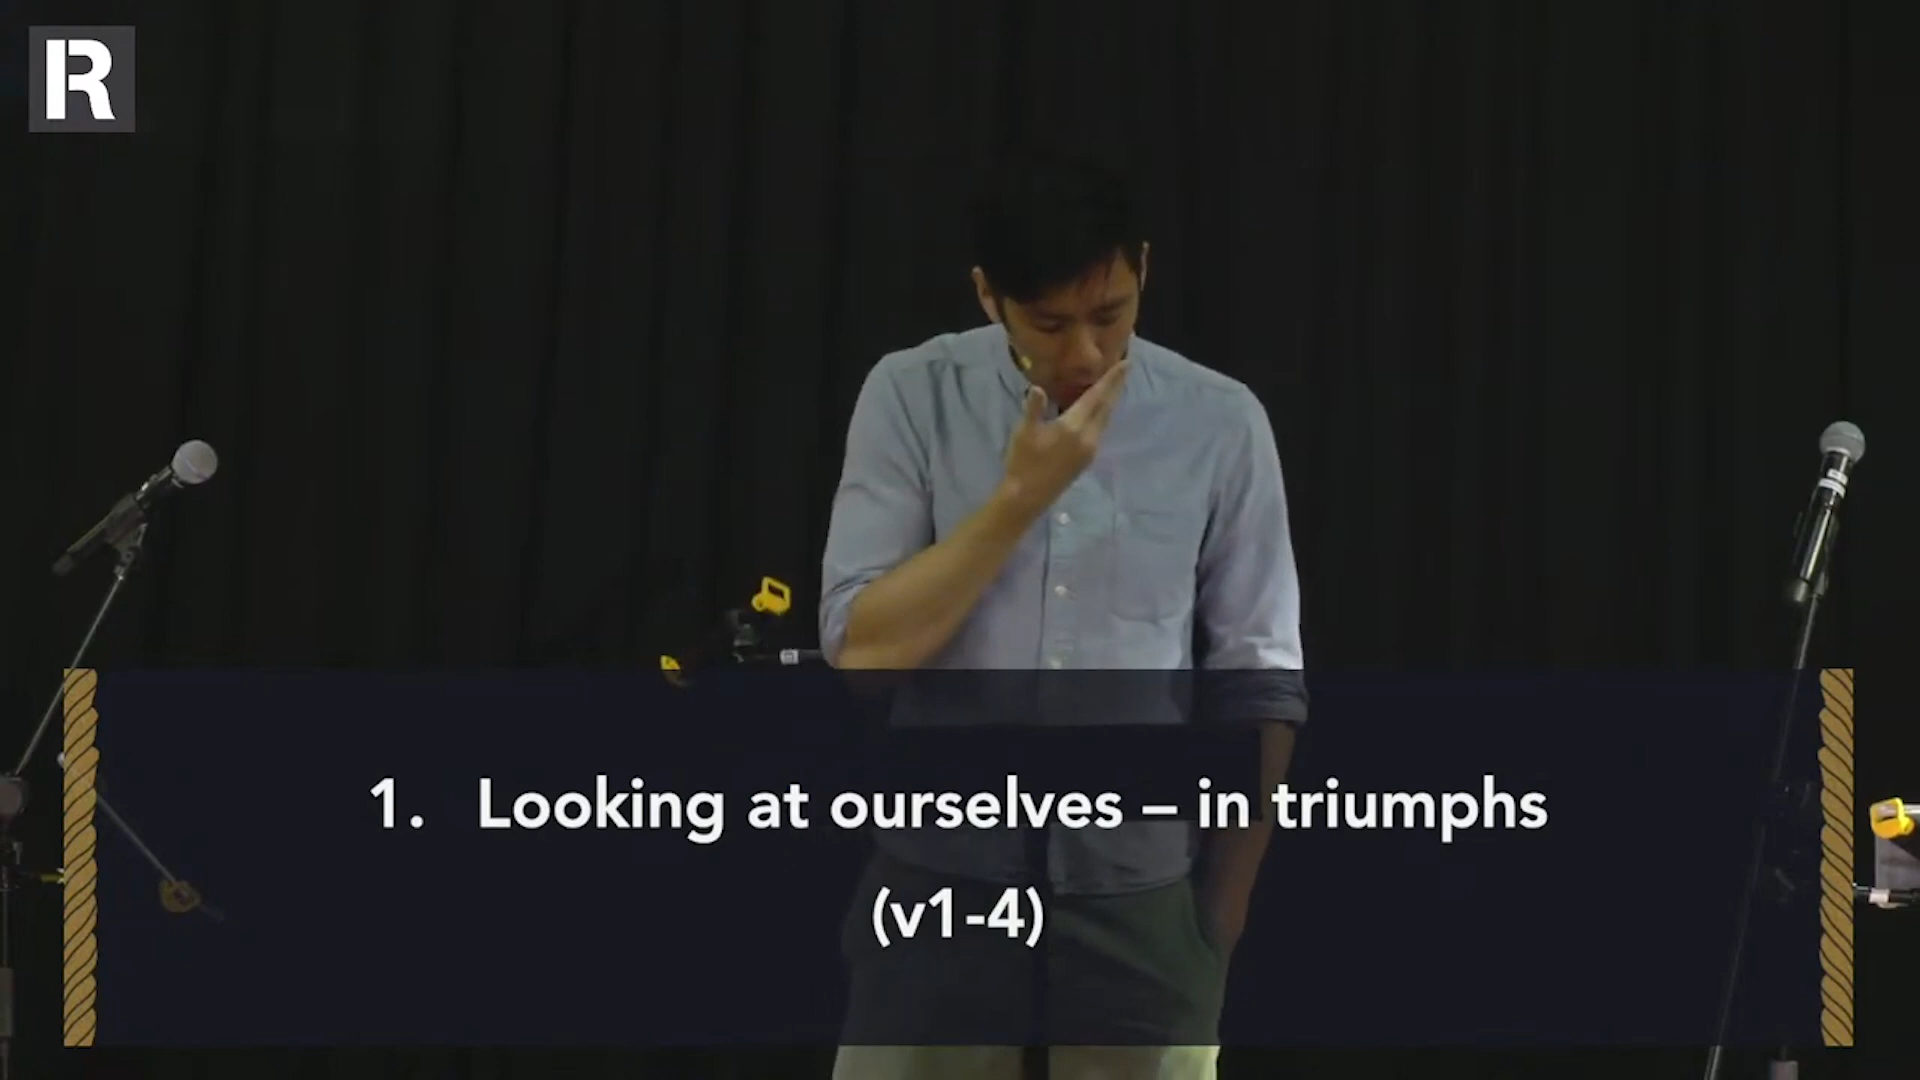 R
1. Looking at ourselves – in triumphs
(v1-4)